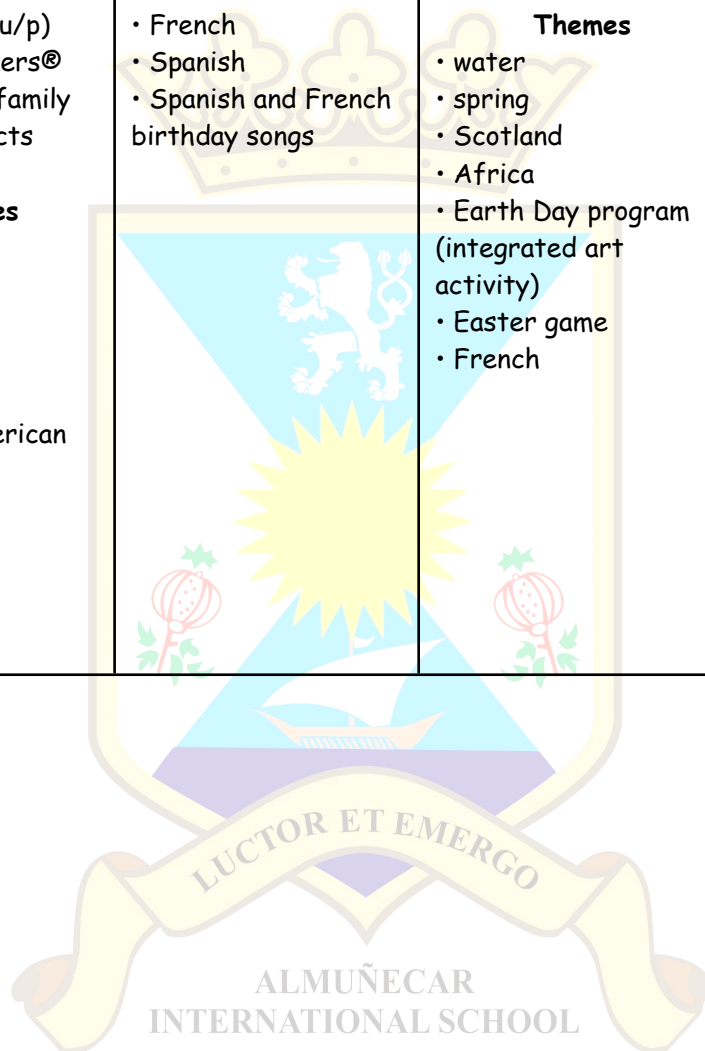 u/p)
ers®
family
cts
es
erican
• French
• Spanish
• Spanish and French
birthday songs
Themes
• water
• spring
• Scotland
• Africa
• Earth Day program
(integrated art
activity)
• Easter game
• French
LUCTOR ET EMERGO
ALMUÑECAR
INTERNATIONAL SCHOOL